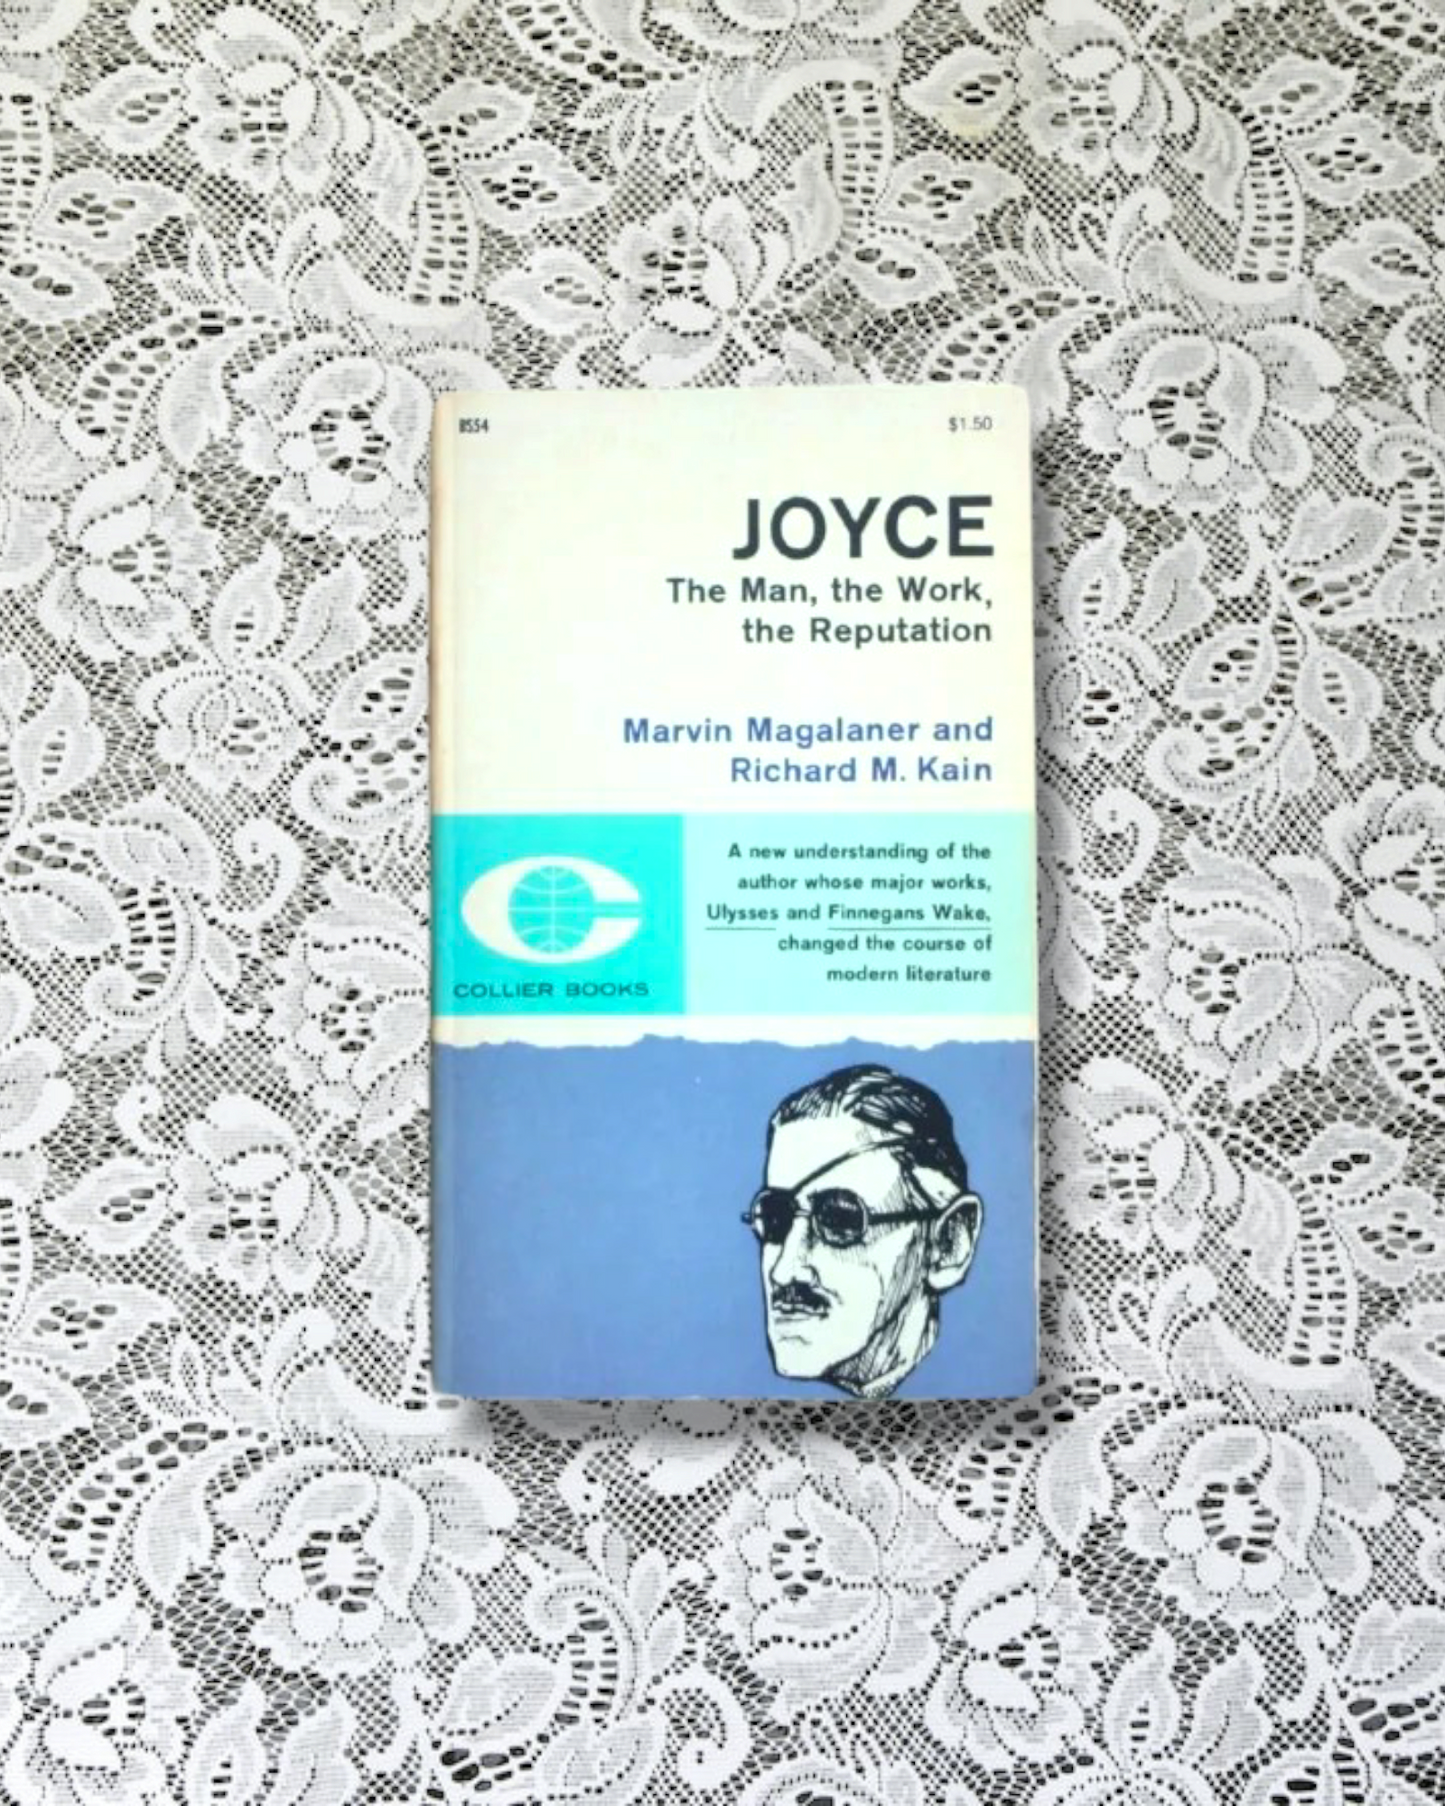 BS54
$1.50
JOYCE
The Man, the Work,
the Reputation
Marvin Magalaner and
Richard M. Kain
A new understanding of the
author whose major works,
Ulysses and Finnegans Wake,
changed the course of
modern literature
COLLIER BOOKS